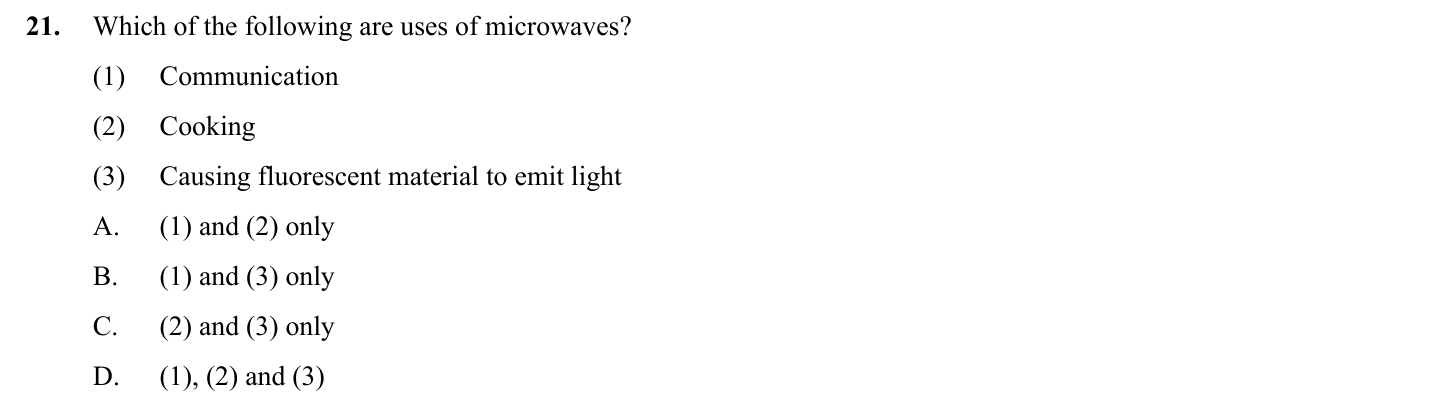 21. Which of the following are uses of microwaves?
(1) Communication
(2) Cooking
(3) Causing fluorescent material to emit light
A. (1) and (2) only
B. (1) and (3) only
C. (2) and (3) only
D. (1), (2) and (3)